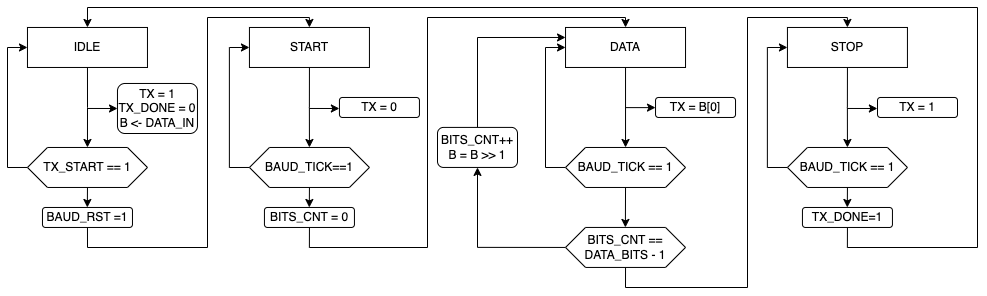 IDLE
TX = 1
TX_DONE = 0
B <- DATA_IN
TX_START == 1
BAUD_RST =1
START
TX = 0
BAUD_TICK==1
BITS_CNT = 0
DATA
TX = B[0]
BITS_CNT++
B = B >> 1
BAUD_TICK == 1
BITS_CNT ==
DATA_BITS - 1
STOP
TX = 1
BAUD_TICK == 1
TX_DONE=1